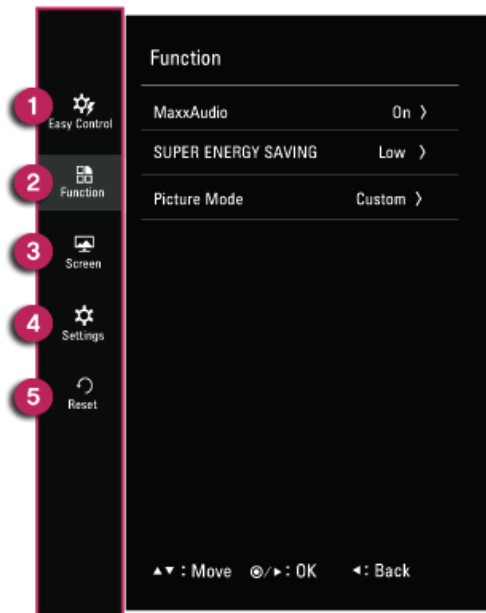 1
Easy Control
2
Function
3
Screen
4
Settings
5
Reset
Function
MaxxAudio On 〉
SUPER ENERGY SAVING Low 〉
Picture Mode Custom 〉
▲▼ : Move ◉/► : OK ◄ : Back